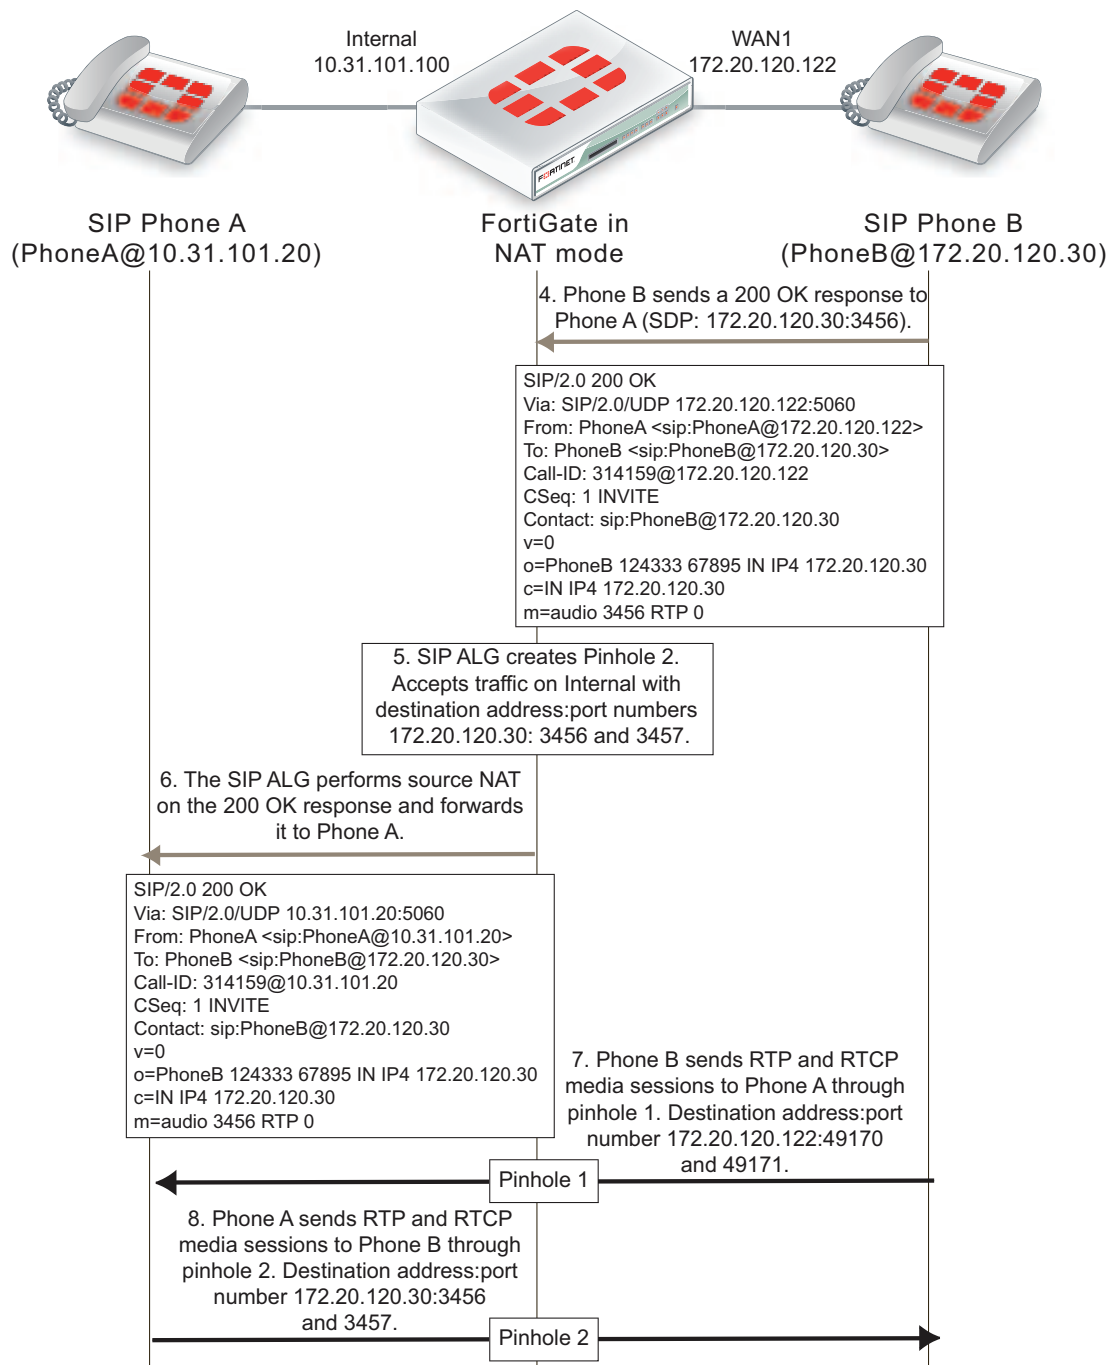 Internal
10.31.101.100
WAN1
172.20.120.122
FORTINET
SIP Phone A
(PhoneA@10.31.101.20)
FortiGate in
NAT mode
SIP Phone B
(PhoneB@172.20.120.30)
4. Phone B sends a 200 OK response to
Phone A (SDP: 172.20.120.30:3456).
SIP/2.0 200 OK
Via: SIP/2.0/UDP 172.20.120.122:5060
From: PhoneA <sip:PhoneA@172.20.120.122>
To: PhoneB <sip:PhoneB@172.20.120.30>
Call-ID: 314159@172.20.120.122
CSeq: 1 INVITE
Contact: sip:PhoneB@172.20.120.30
v=0
o=PhoneB 124333 67895 IN IP4 172.20.120.30
c=IN IP4 172.20.120.30
m=audio 3456 RTP 0
5. SIP ALG creates Pinhole 2.
Accepts traffic on Internal with
destination address:port numbers
172.20.120.30: 3456 and 3457.
6. The SIP ALG performs source NAT
on the 200 OK response and forwards
it to Phone A.
SIP/2.0 200 OK
Via: SIP/2.0/UDP 10.31.101.20:5060
From: PhoneA <sip:PhoneA@10.31.101.20>
To: PhoneB <sip:PhoneB@172.20.120.30>
Call-ID: 314159@10.31.101.20
CSeq: 1 INVITE
Contact: sip:PhoneB@172.20.120.30
v=0
o=PhoneB 124333 67895 IN IP4 172.20.120.30
c=IN IP4 172.20.120.30
m=audio 3456 RTP 0
7. Phone B sends RTP and RTCP
media sessions to Phone A through
pinhole 1. Destination address:port
number 172.20.120.122:49170
and 49171.
Pinhole 1
8. Phone A sends RTP and RTCP
media sessions to Phone B through
pinhole 2. Destination address:port
number 172.20.120.30:3456
and 3457.
Pinhole 2